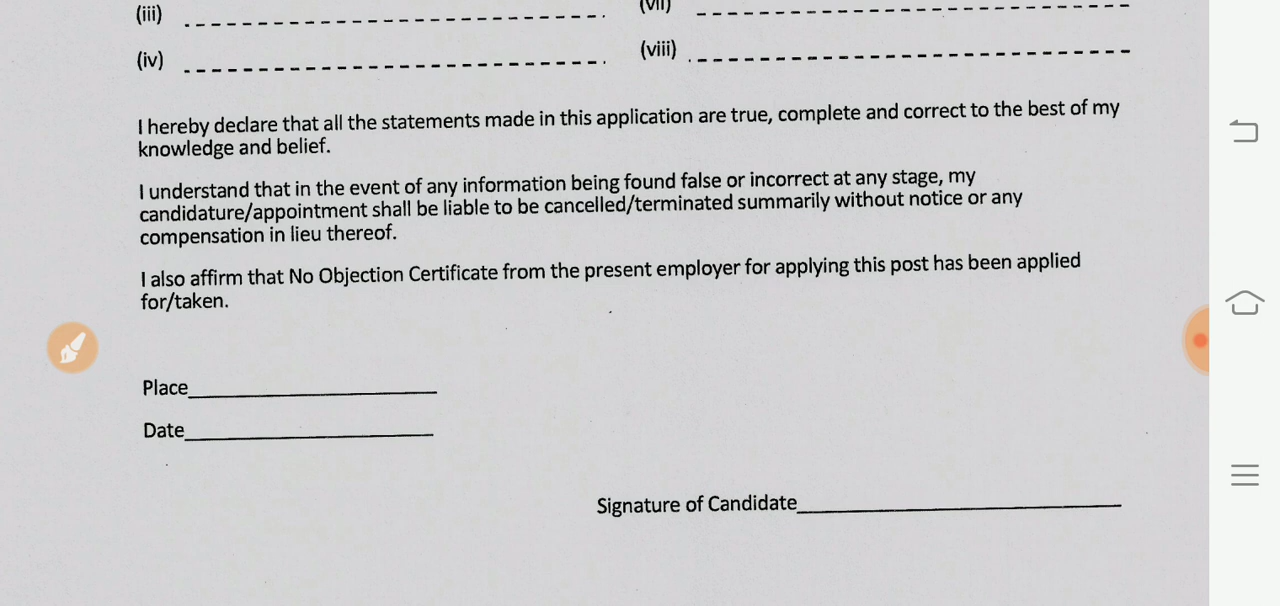 (iii)
(vii)
(iv)
(viii)
I hereby declare that all the statements made in this application are true, complete and correct to the best of my
knowledge and belief.
I understand that in the event of any information being found false or incorrect at any stage, my
candidature/appointment shall be liable to be cancelled/terminated summarily without notice or any
compensation in lieu thereof.
I also affirm that No Objection Certificate from the present employer for applying this post has been applied
for/taken.
Place
Date
Signature of Candidate